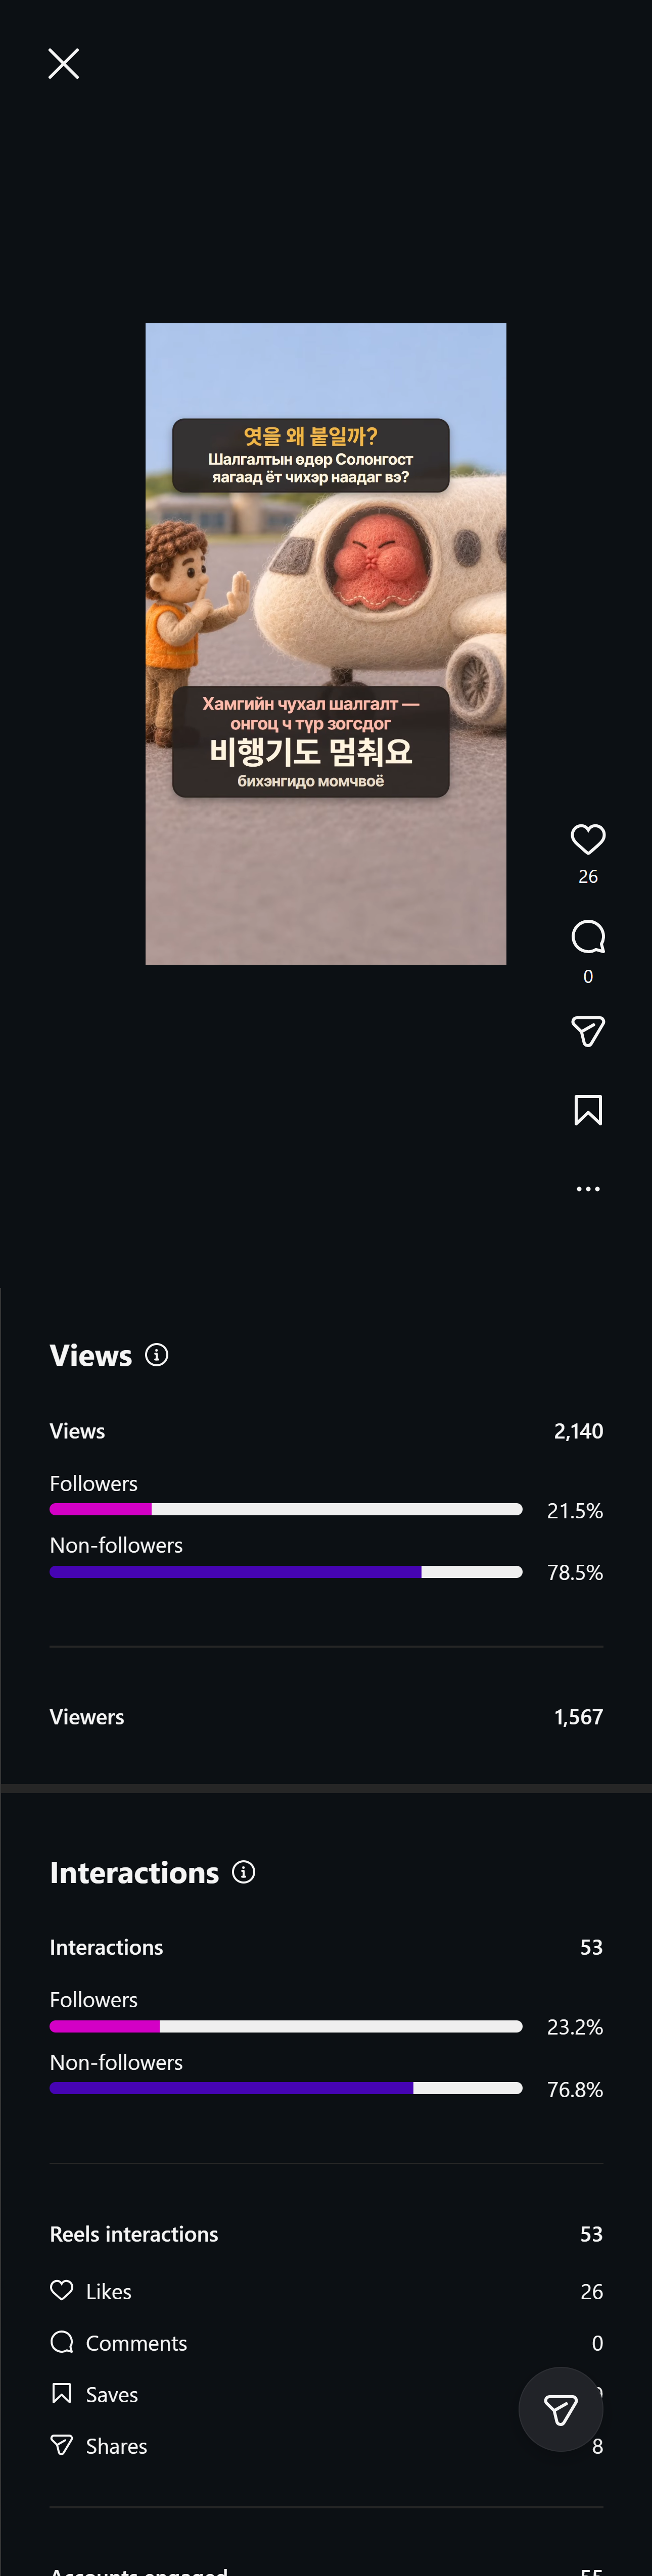 엿을 왜 붙일까?
Шалгалтын өдөр Солонгост
яагаад ёт чихэр наадаг вэ?
Хамгийн чухал шалгалт —
онгоц ч түр зогсдог
비행기도 멈춰요
бихэнгидо момчвоё
26
0
Views
Views 2,140
Followers
21.5%
Non-followers
78.5%
Viewers 1,567
Interactions
Interactions 53
Followers
23.2%
Non-followers
76.8%
Reels interactions 53
Likes 26
Comments 0
Saves
Shares 8
Accounts engaged 55